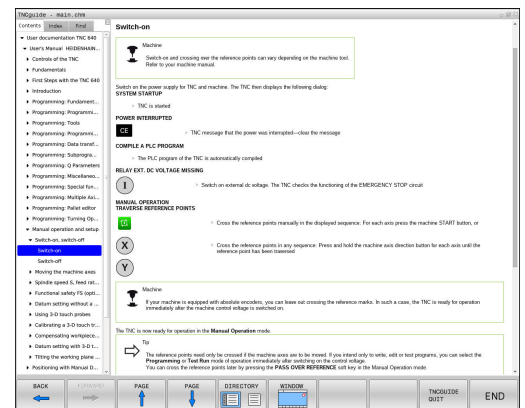 TNCguide - main.chm
Contents Index Find
User documentation TNC 640
User's Manual HEIDENHAIN...
Controls of the TNC
Fundamentals
First Steps with the TNC 640
Introduction
Programming: Fundament...
Programming: Programmi...
Programming: Tools
Programming: Programmi...
Programming: Data transf...
Programming: Subprogra...
Programming: Q Parameters
Programming: Miscellaneo...
Programming: Special fun...
Programming: Multiple Axi...
Programming: Pallet editor
Programming: Turning Op...
Manual operation and setup
Switch-on, switch-off
Switch-on
Switch-off
Moving the machine axes
Spindle speed S, feed rat...
Functional safety FS (opti...
Datum setting without a ...
Using 3-D touch probes
Calibrating a 3-D touch tr...
Compensating workpiece...
Datum setting with 3-D t...
Tilting the working plane ...
Positioning with Manual D...
Switch-on
Machine
Switch-on and crossing over the reference points can vary depending on the machine tool.
Refer to your machine manual.
Switch on the power supply for TNC and machine. The TNC then displays the following dialog:
SYSTEM STARTUP
TNC is started
POWER INTERRUPTED
CE
TNC message that the power was interrupted—clear the message
COMPILE A PLC PROGRAM
The PLC program of the TNC is automatically compiled
RELAY EXT. DC VOLTAGE MISSING
I
Switch on external dc voltage. The TNC checks the functioning of the EMERGENCY STOP circuit
MANUAL OPERATION
TRAVERSE REFERENCE POINTS
Cross the reference points manually in the displayed sequence: For each axis press the machine START button, or
X
Cross the reference points in any sequence: Press and hold the machine axis direction button for each axis until the
reference point has been traversed
Y
Machine
If your machine is equipped with absolute encoders, you can leave out crossing the reference marks. In such a case, the TNC is ready for operation
immediately after the machine control voltage is switched on.
The TNC is now ready for operation in the Manual Operation mode.
Tip
The reference points need only be crossed if the machine axes are to be moved. If you intend only to write, edit or test programs, you can select the
Programming or Test Run mode of operation immediately after switching on the control voltage.
You can cross the reference points later by pressing the PASS OVER REFERENCE soft key in the Manual Operation mode.
BACK FORWARD PAGE PAGE DIRECTORY WINDOW TNCGUIDE
QUIT END